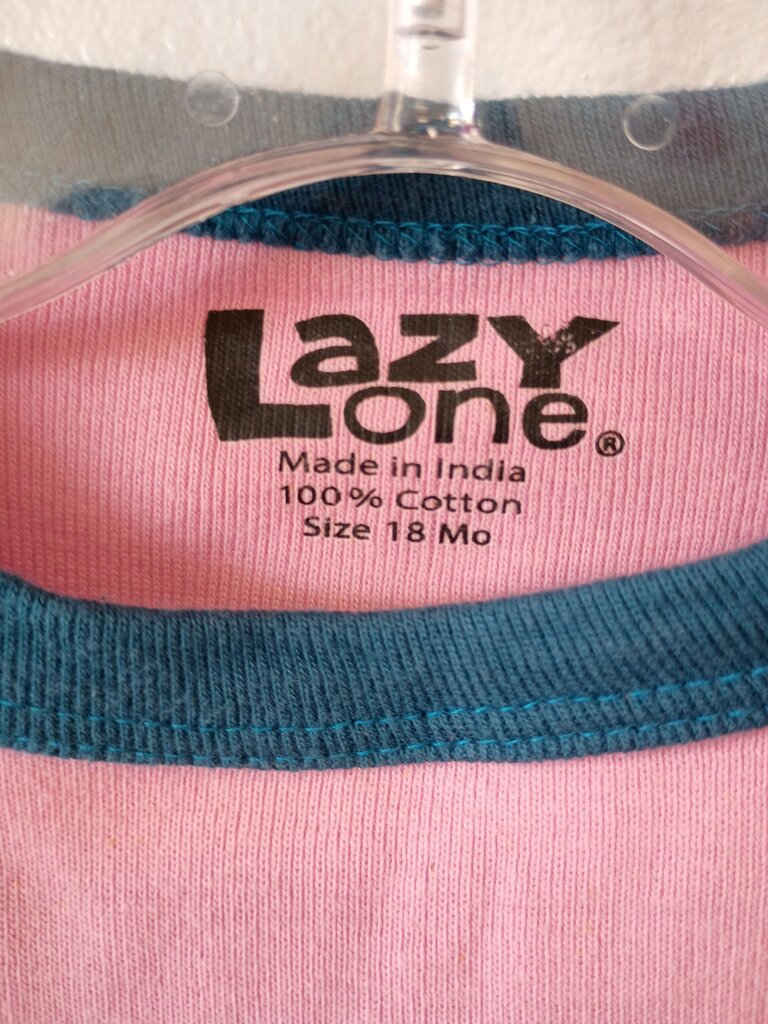 Lazy
One®
Made in India
100% Cotton
Size 18 Mo